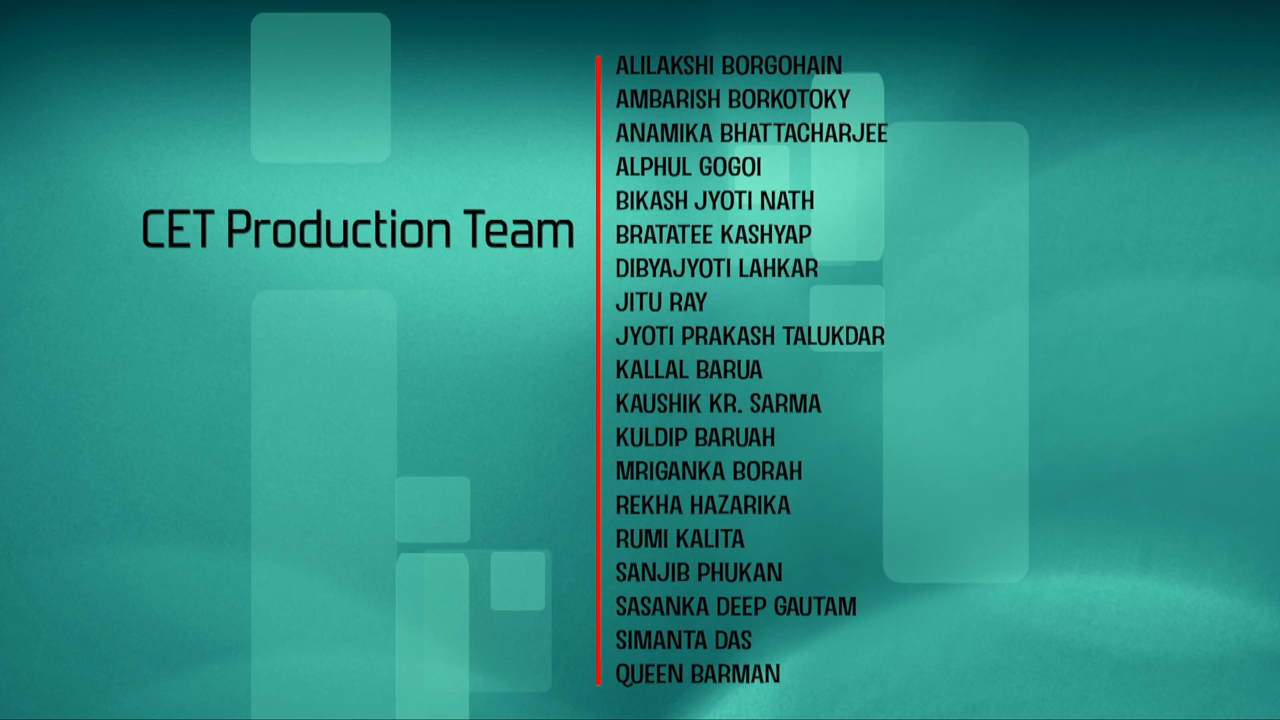 CET Production Team
ALILAKSHI BORGOHAIN
AMBARISH BORKOTOKY
ANAMIKA BHATTACHARJEE
ALPHUL GOGOI
BIKASH JYOTI NATH
BRATATEE KASHYAP
DIBYAJYOTI LAHKAR
JITU RAY
JYOTI PRAKASH TALUKDAR
KALLAL BARUA
KAUSHIK KR. SARMA
KULDIP BARUAH
MRIGANKA BORAH
REKHA HAZARIKA
RUMI KALITA
SANJIB PHUKAN
SASANKA DEEP GAUTAM
SIMANTA DAS
QUEEN BARMAN